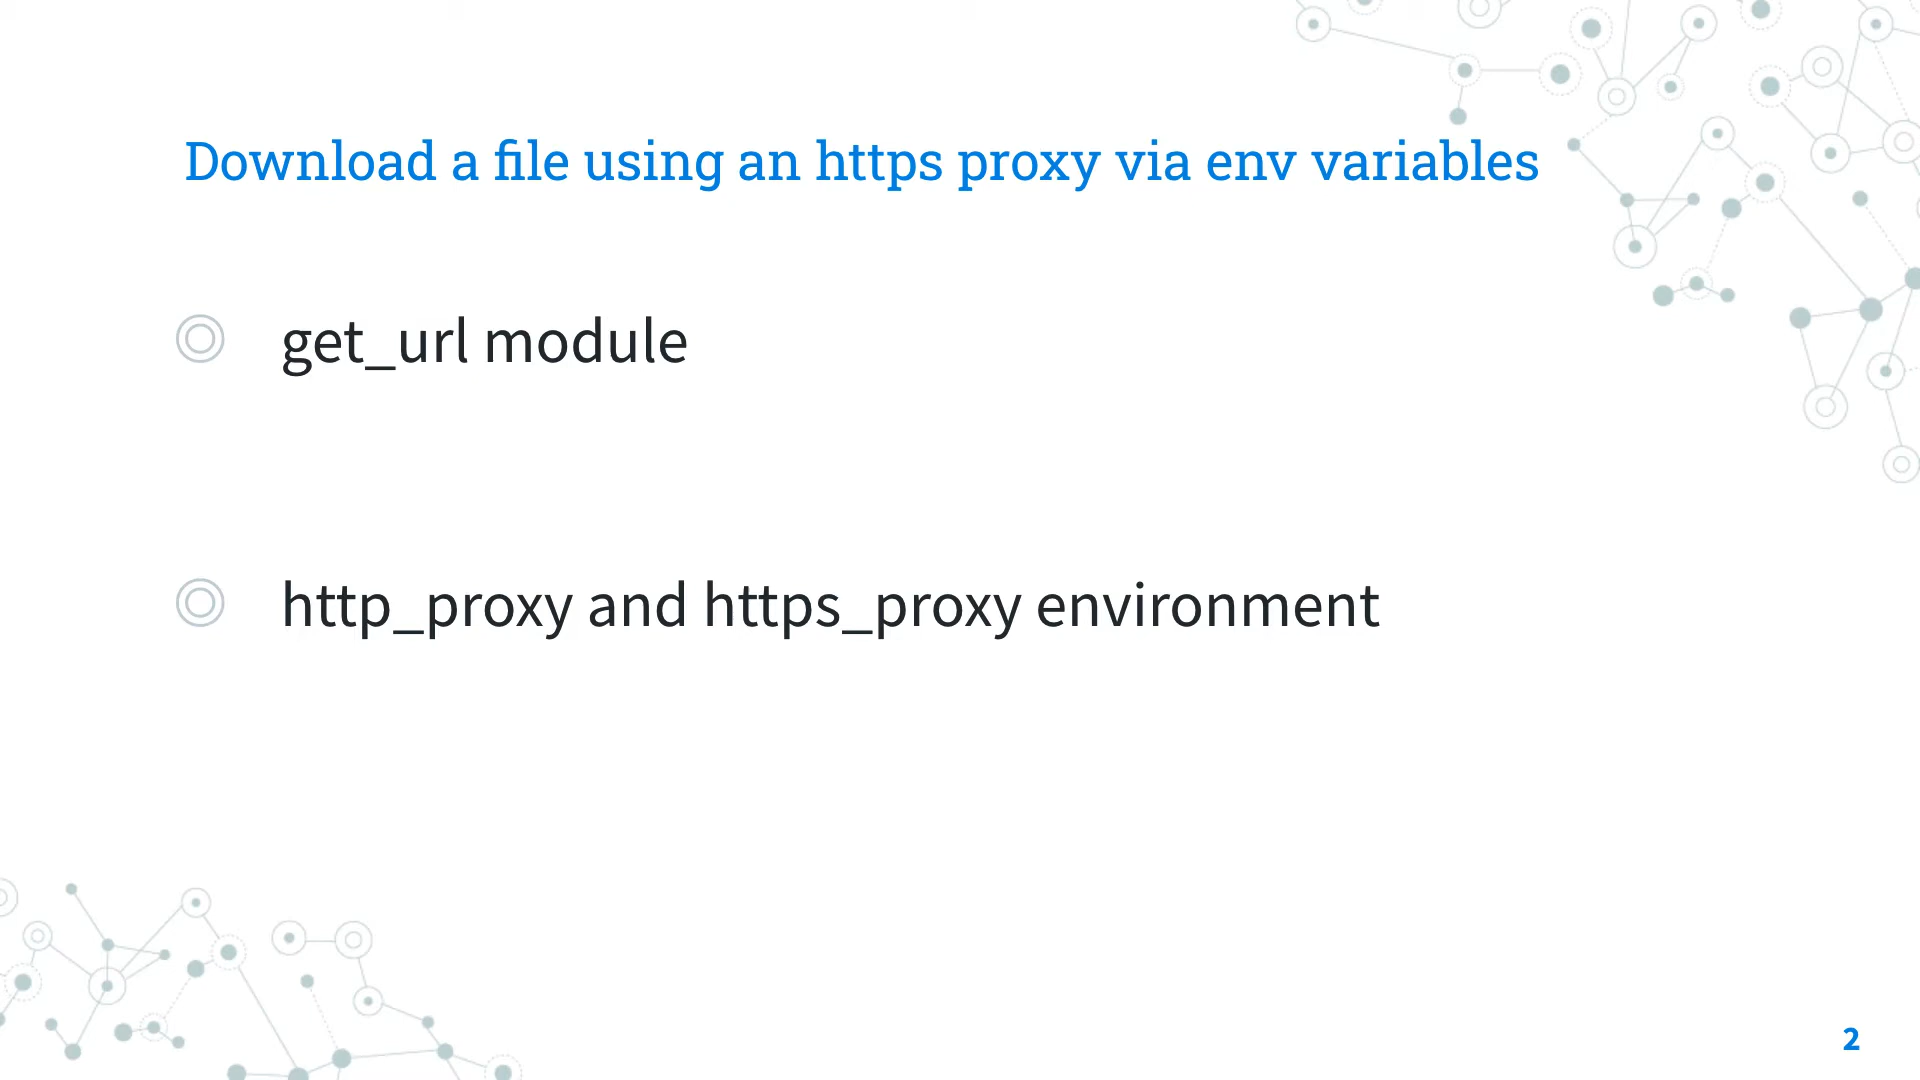 Download a file using an https proxy via env variables
get_url module
http_proxy and https_proxy environment
2